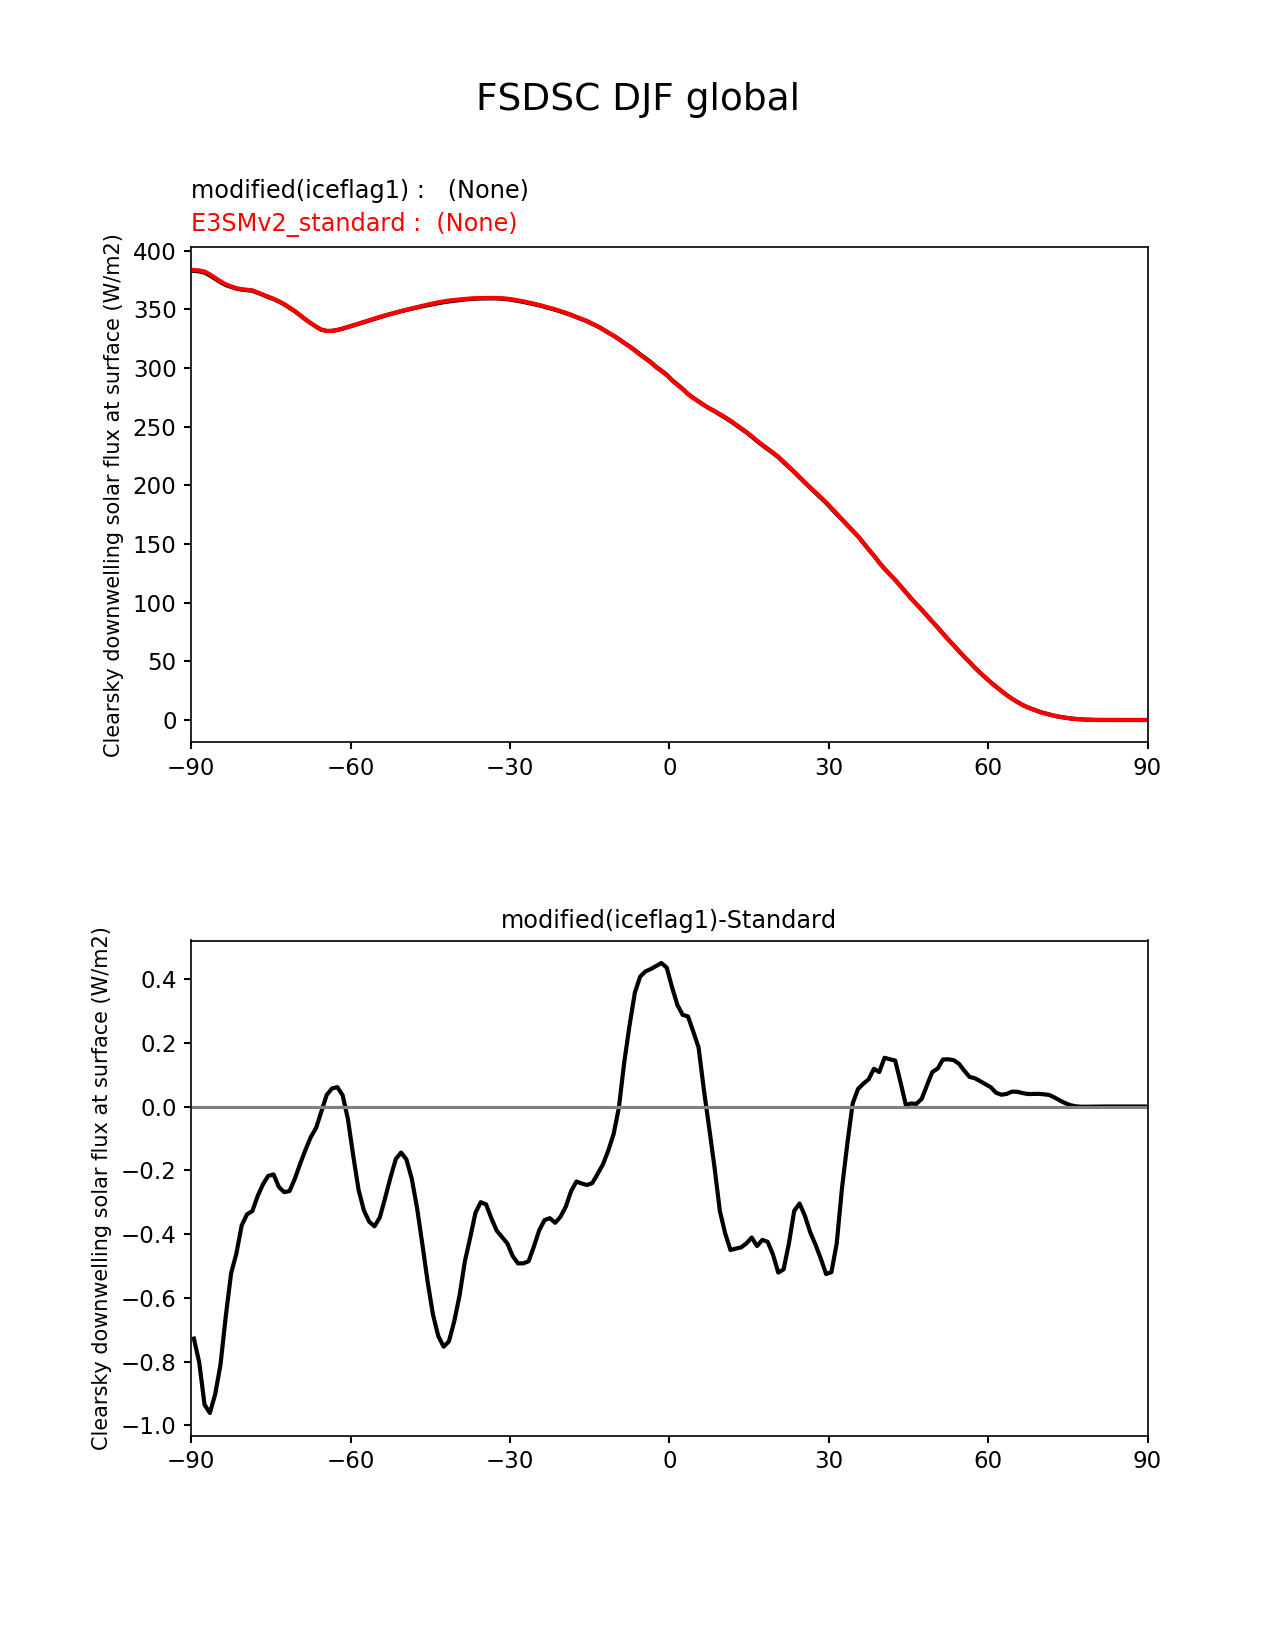 FSDSC DJF global
modified(iceflag1) :   (None)
E3SMv2_standard :  (None)
Clearsky downwelling solar flux at surface (W/m2)
400
350
300
250
200
150
100
50
0
−90 −60 −30 0 30 60 90
modified(iceflag1)-Standard
Clearsky downwelling solar flux at surface (W/m2)
0.4
0.2
0.0
−0.2
−0.4
−0.6
−0.8
−1.0
−90 −60 −30 0 30 60 90